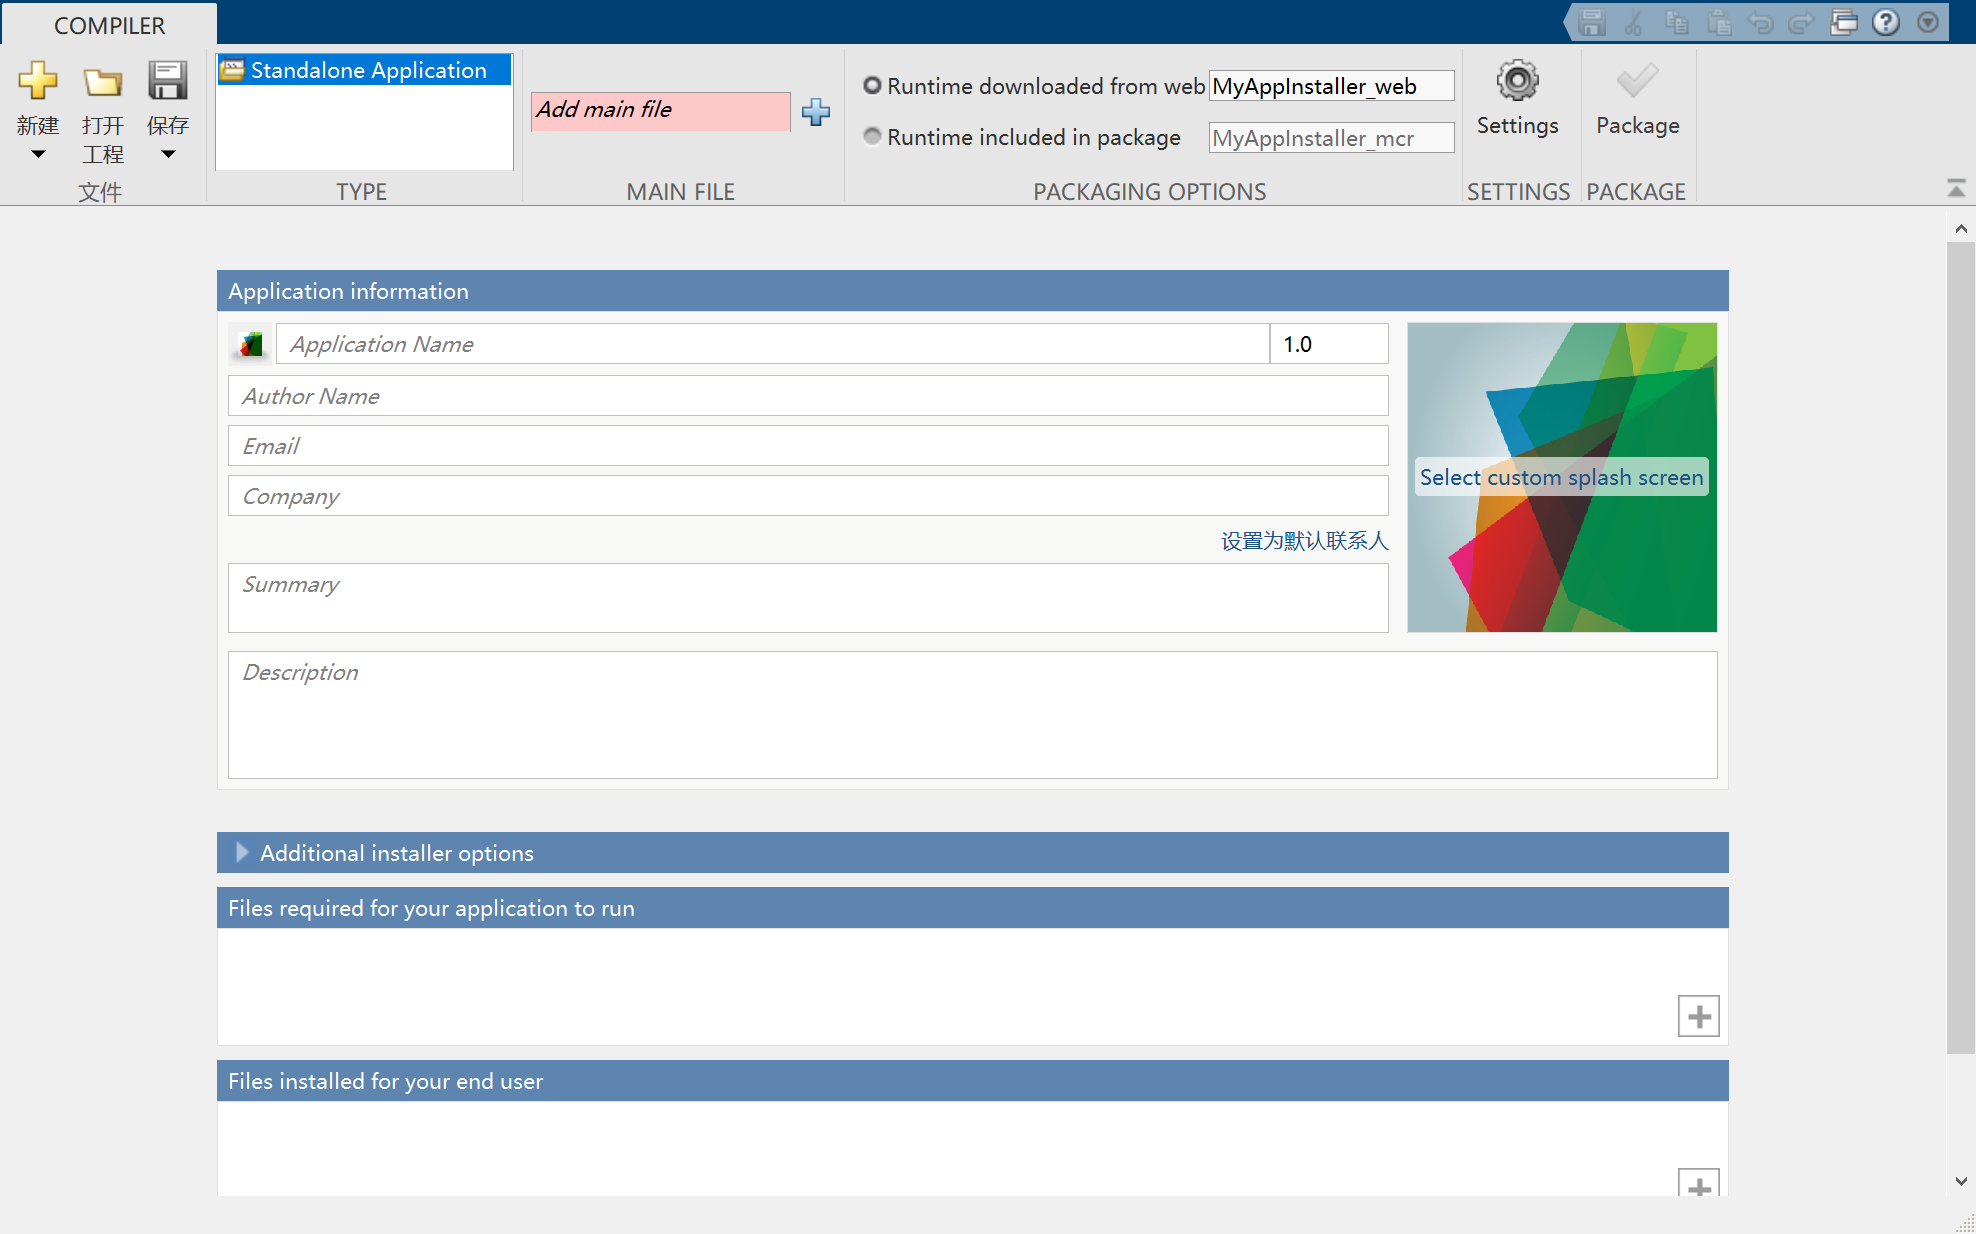 COMPILER
新建
打开
工程
保存
文件
Standalone Application
TYPE
Add main file
MAIN FILE
Runtime downloaded from web
MyAppInstaller_web
Runtime included in package
MyAppInstaller_mcr
PACKAGING OPTIONS
Settings
SETTINGS
Package
PACKAGE
Application information
Application Name
1.0
Author Name
Email
Company
设置为默认联系人
Summary
Select custom splash screen
Description
Additional installer options
Files required for your application to run
Files installed for your end user